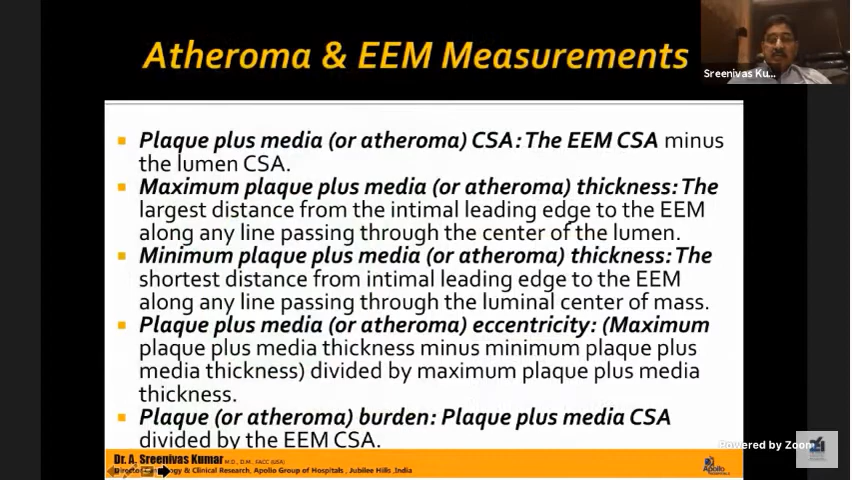 Atheroma & EEM Measurements
Sreenivas Ku...
Plaque plus media (or atheroma) CSA: The EEM CSA minus
the lumen CSA.
Maximum plaque plus media (or atheroma) thickness: The
largest distance from the intimal leading edge to the EEM
along any line passing through the center of the lumen.
Minimum plaque plus media (or atheroma) thickness: The
shortest distance from intimal leading edge to the EEM
along any line passing through the luminal center of mass.
Plaque plus media (or atheroma) eccentricity: (Maximum
plaque plus media thickness minus minimum plaque plus
media thickness) divided by maximum plaque plus media
thickness.
Plaque (or atheroma) burden: Plaque plus media CSA
divided by the EEM CSA.
Powered by Zoom
Dr. A. Sreenivas Kumar M.D., D.M., FACC (USA)
& Clinical Research, Apollo Group of Hospitals , Jubilee Hills ,India
Apollo